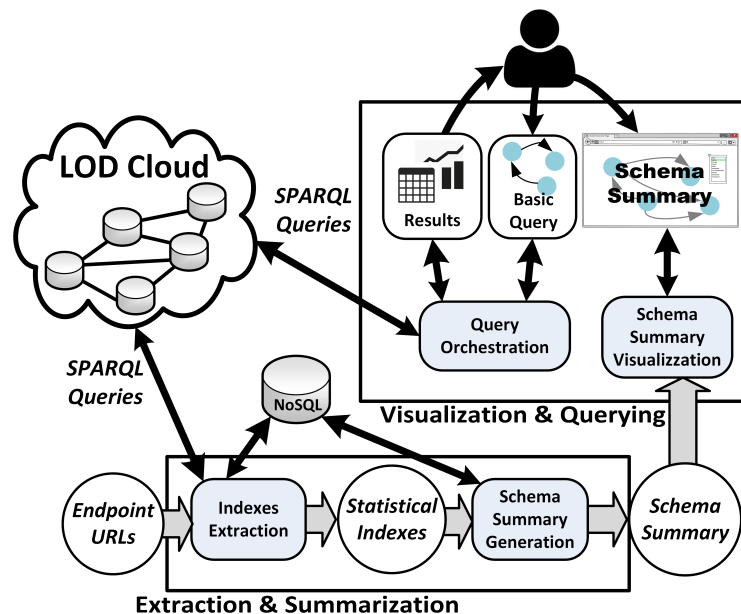 LOD Cloud
SPARQL
Queries
Results
Basic
Query
Schema
Summary
Query
Orchestration
Schema
Summary
Visualizzation
SPARQL
Queries
NoSQL
Visualization & Querying
Endpoint
URLs
Indexes
Extraction
Statistical
Indexes
Schema
Summary
Generation
Schema
Summary
Extraction & Summarization